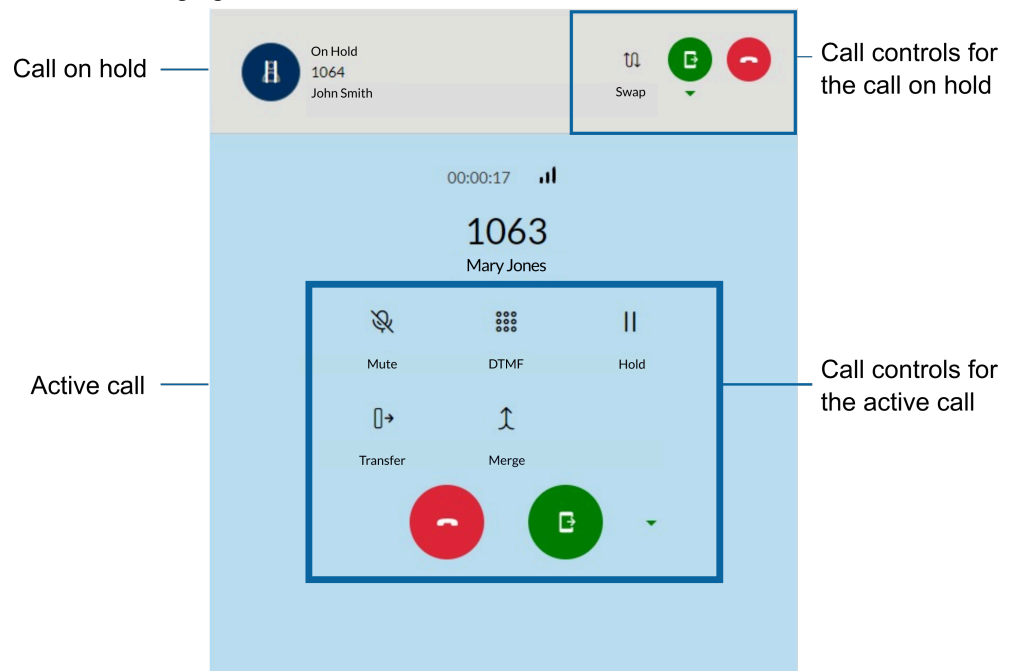 Call on hold
On Hold
1064
John Smith
Swap
Call controls for
the call on hold
00:00:17
1063
Mary Jones
Mute
DTMF
Hold
Active call
Call controls for
the active call
Transfer
Merge